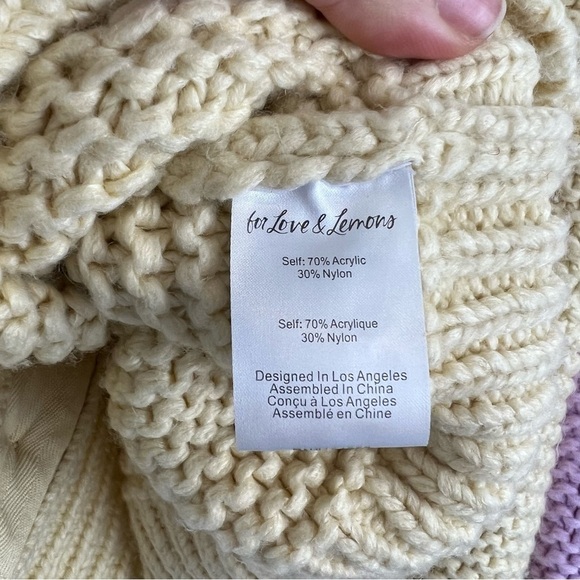 for Love & Lemons
Self: 70% Acrylic
30% Nylon
Self: 70% Acrylique
30% Nylon
Designed In Los Angeles
Assembled In China
Conçu à Los Angeles
Assemblé en Chine